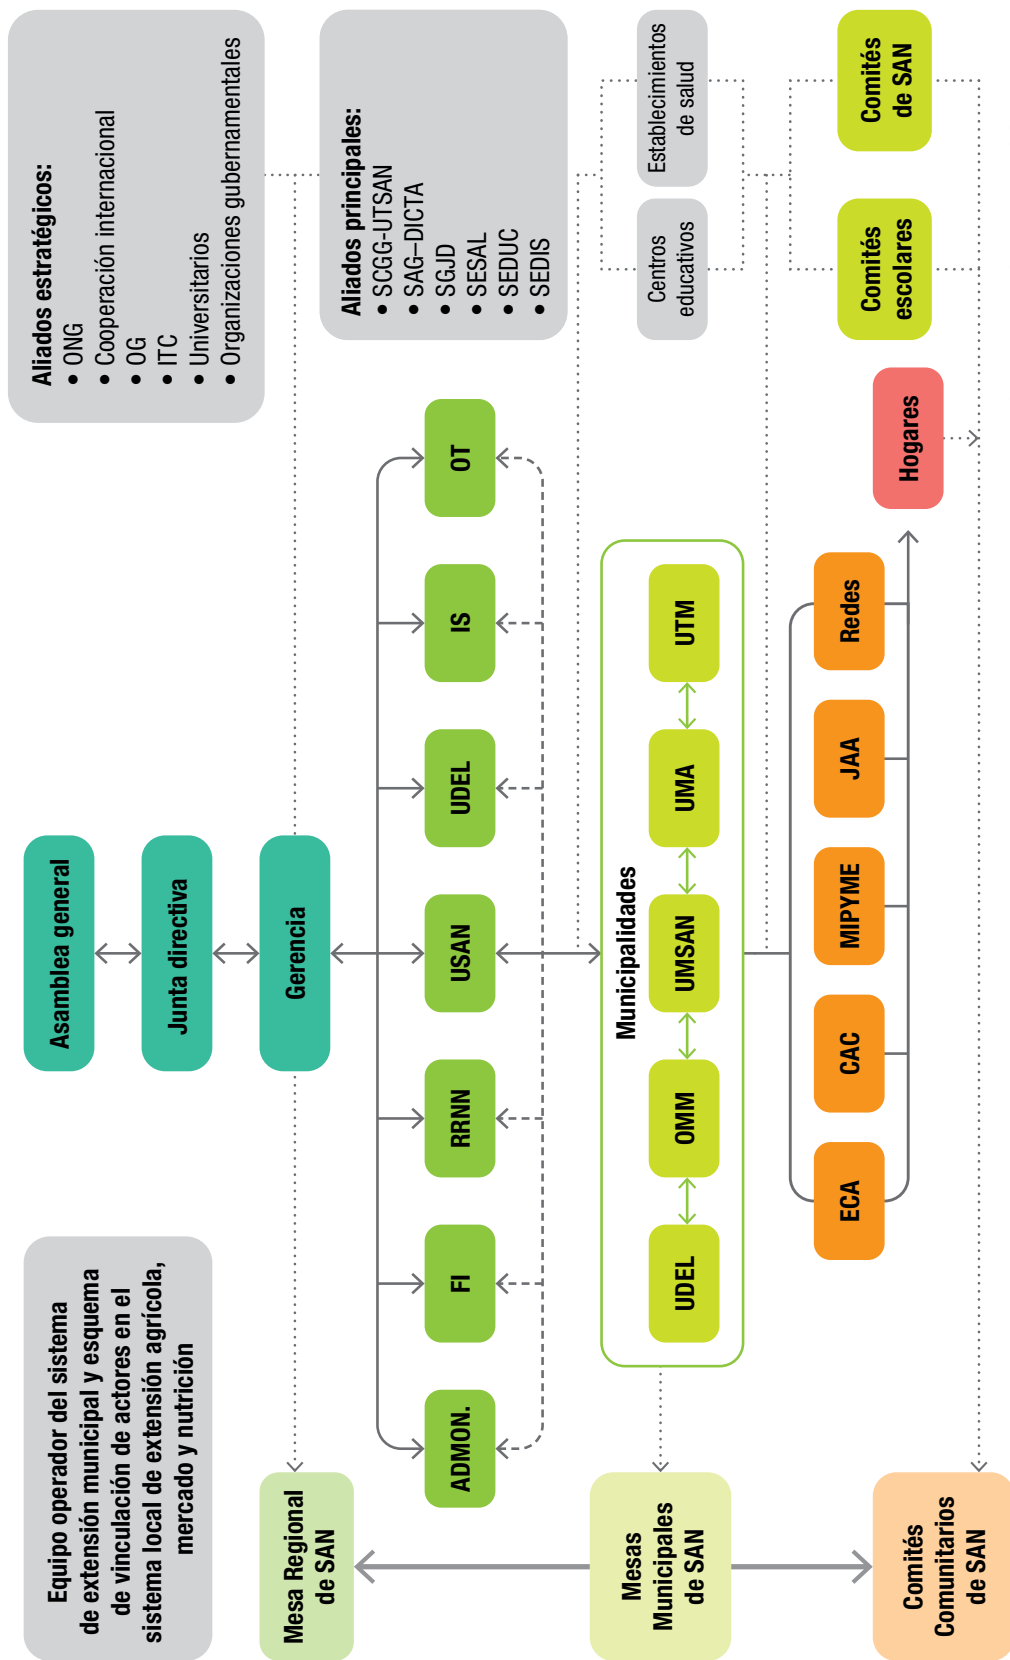 Equipo operador del sistema
de extensión municipal y esquema
de vinculación de actores en el
sistema local de extensión agrícola,
mercado y nutrición
Asamblea general
Junta directiva
Gerencia
Aliados estratégicos:
• ONG
• Cooperación internacional
• OG
• ITC
• Universitarios
• Organizaciones gubernamentales
Aliados principales:
• SCGG-UTSAN
• SAG–DICTA
• SGJD
• SESAL
• SEDUC
• SEDIS
Mesa Regional
de SAN
ADMON.
FI
RRNN
USAN
UDEL
IS
OT
Mesas
Municipales
de SAN
Municipalidades
UDEL
OMM
UMSAN
UMA
UTM
Centros
educativos
Establecimientos
de salud
Comités
Comunitarios
de SAN
ECA
CAC
MIPYME
JAA
Redes
Hogares
Comités
escolares
Comités
de SAN